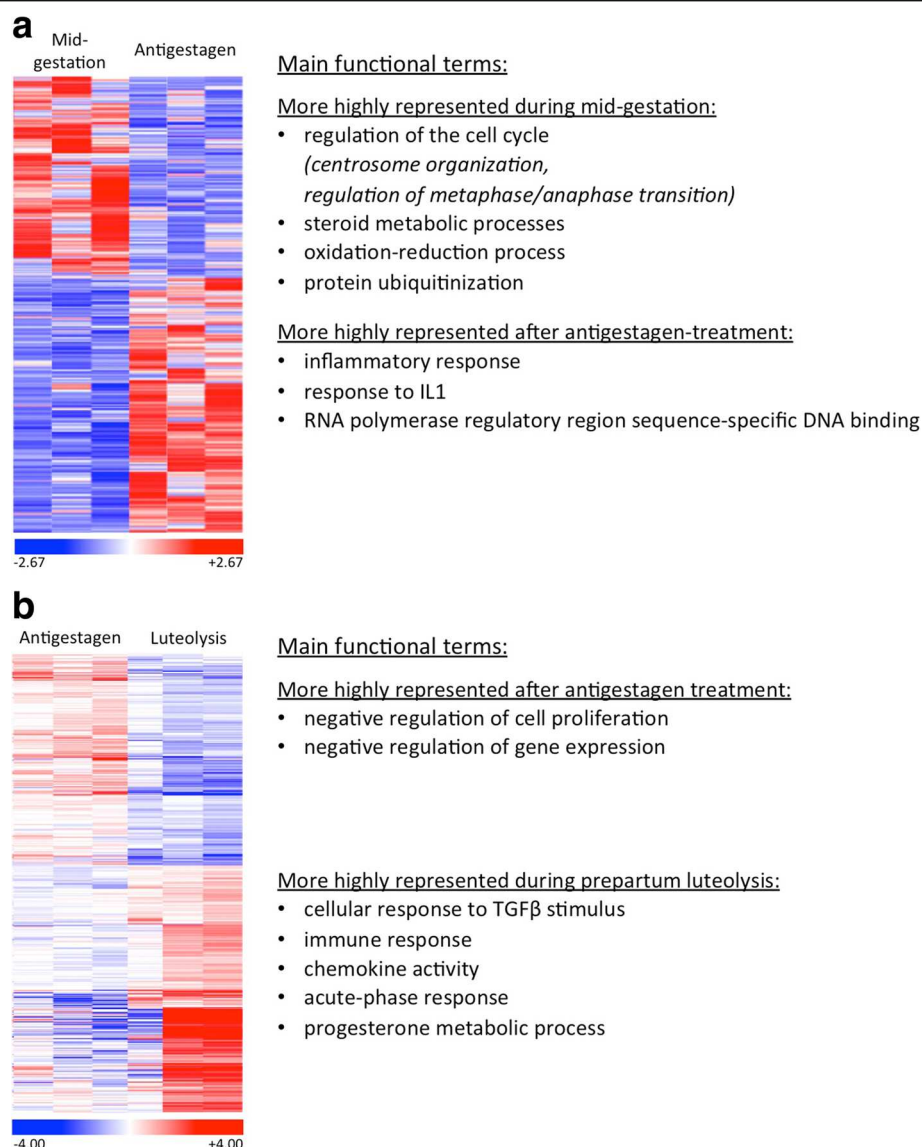 a
Mid-
gestation
Antigestagen
Main functional terms:
More highly represented during mid-gestation:
• regulation of the cell cycle
(centrosome organization,
regulation of metaphase/anaphase transition)
• steroid metabolic processes
• oxidation-reduction process
• protein ubiquitinization
More highly represented after antigestagen-treatment:
• inflammatory response
• response to IL1
• RNA polymerase regulatory region sequence-specific DNA binding
-2.67 +2.67
b
Antigestagen Luteolysis
Main functional terms:
More highly represented after antigestagen treatment:
• negative regulation of cell proliferation
• negative regulation of gene expression
More highly represented during prepartum luteolysis:
• cellular response to TGFβ stimulus
• immune response
• chemokine activity
• acute-phase response
• progesterone metabolic process
-4.00 +4.00